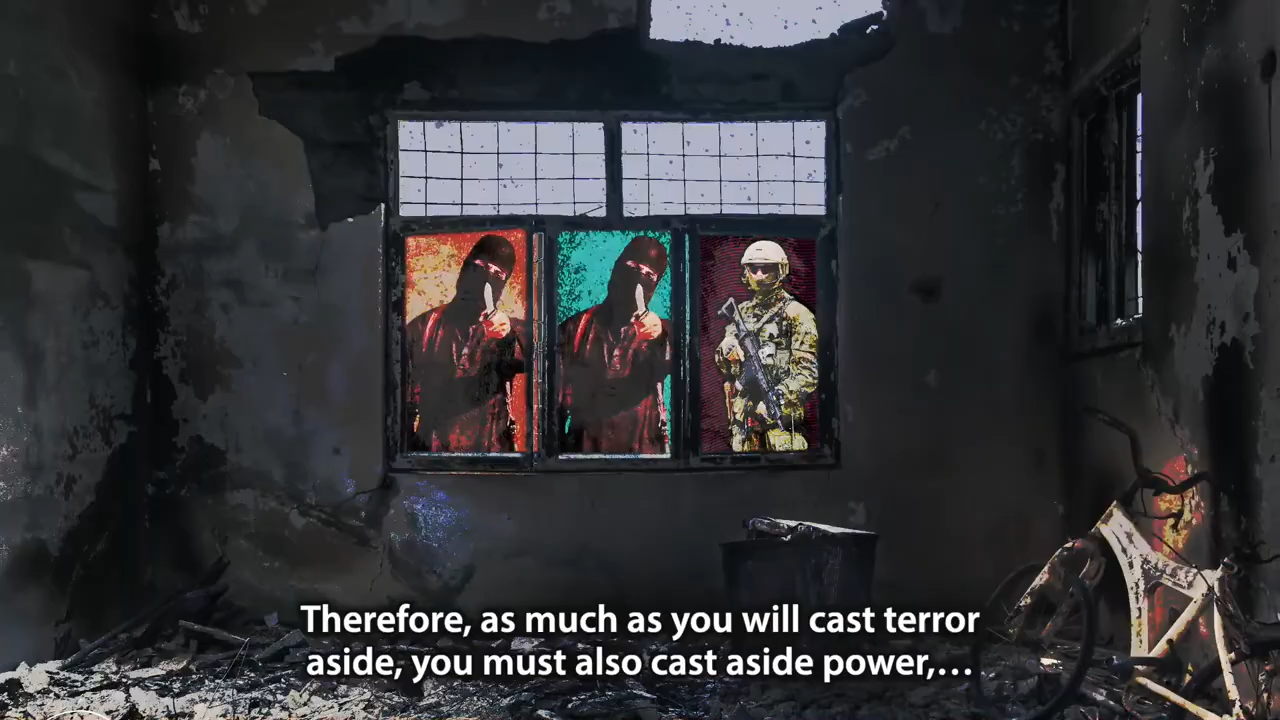 Therefore, as much as you will cast terror
aside, you must also cast aside power,…